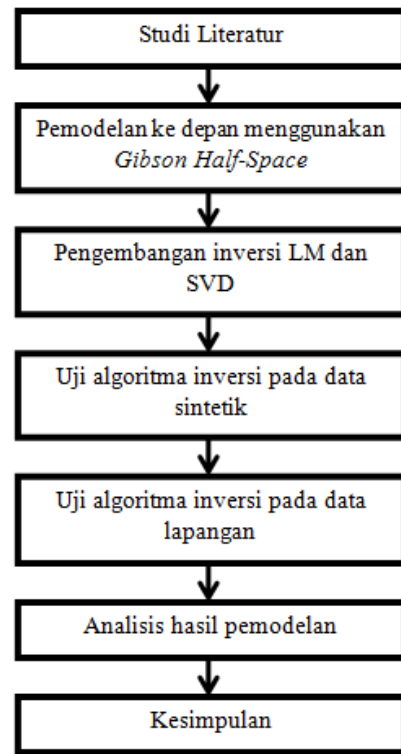 Studi Literatur
Pemodelan ke depan menggunakan
Gibson Half-Space
Pengembangan inversi LM dan
SVD
Uji algoritma inversi pada data
sintetik
Uji algoritma inversi pada data
lapangan
Analisis hasil pemodelan
Kesimpulan